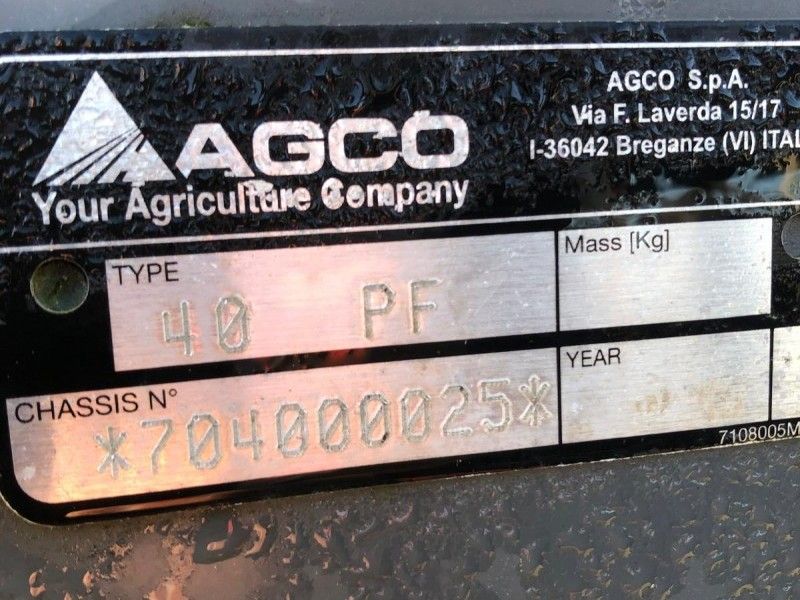 AGCO S.p.A.
Via F. Laverda 15/17
I-36042 Breganze (VI) ITAL
AGCO
Your Agriculture Company
TYPE
40 PF
Mass [Kg]
CHASSIS N°
*704000025*
YEAR
7108005M